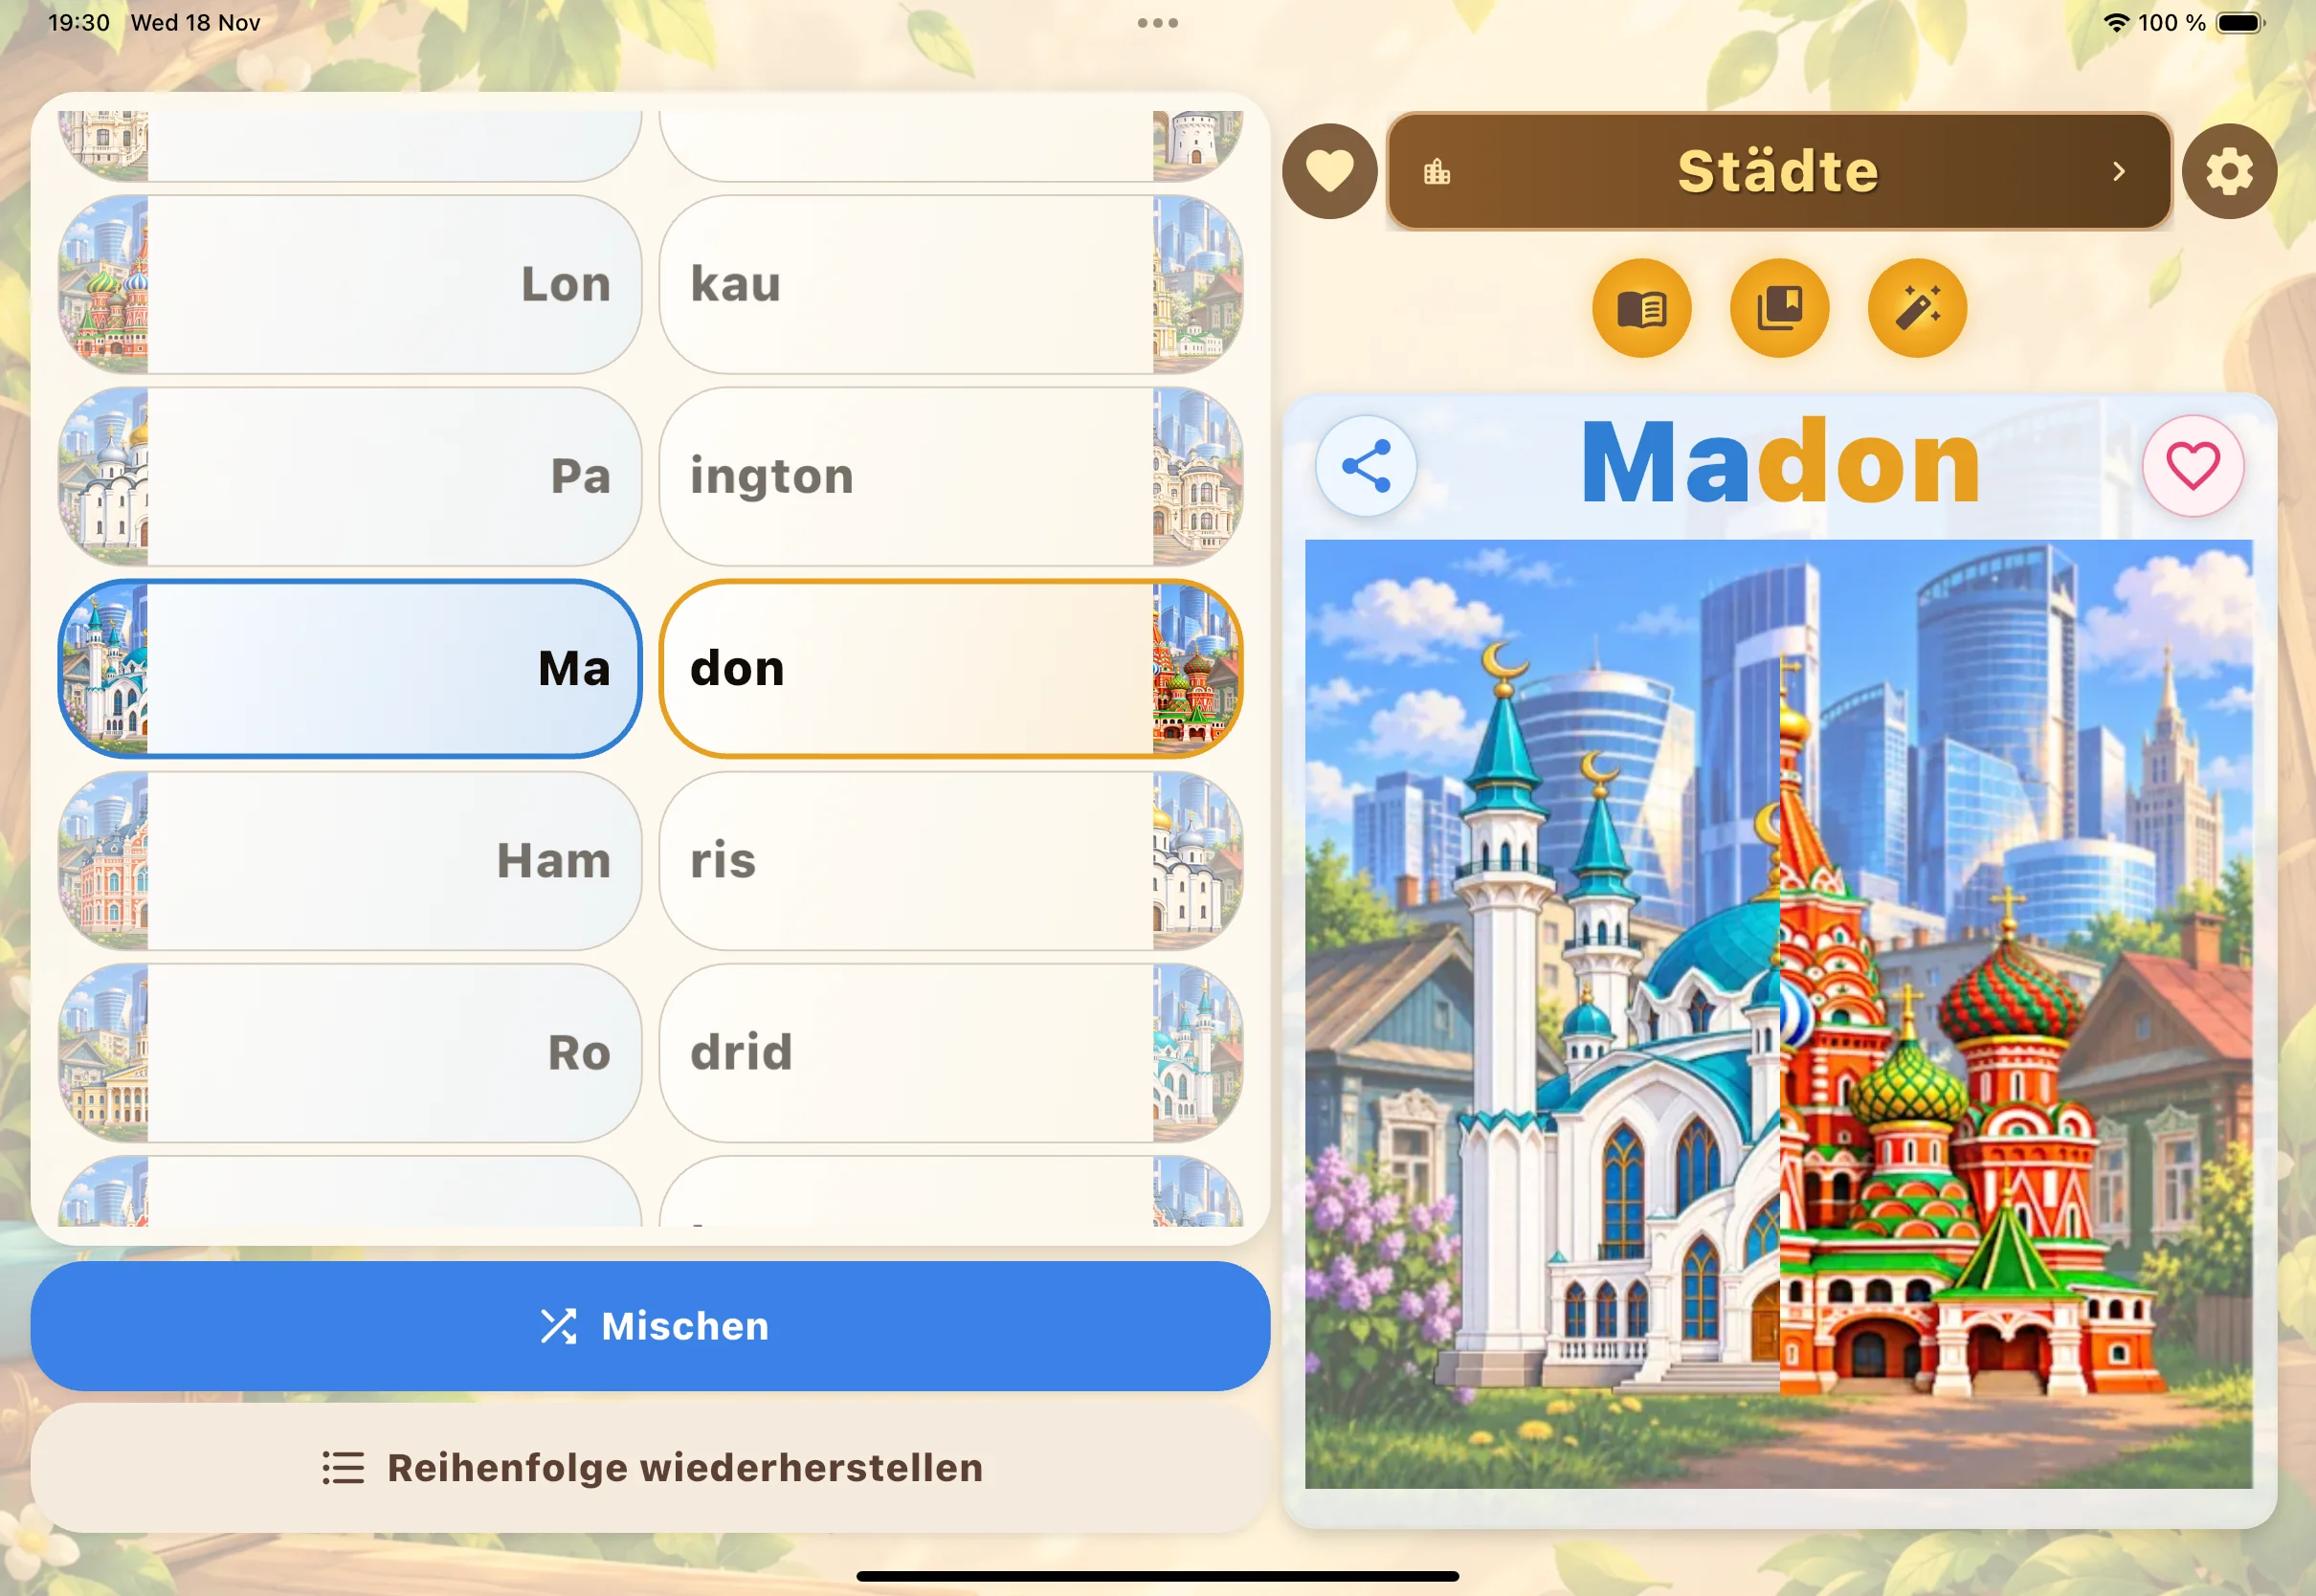 19:30 Wed 18 Nov
100 %
Städte
Lon
kau
Pa
ington
Ma
don
Ham
ris
Ro
drid
Madon
Mischen
Reihenfolge wiederherstellen